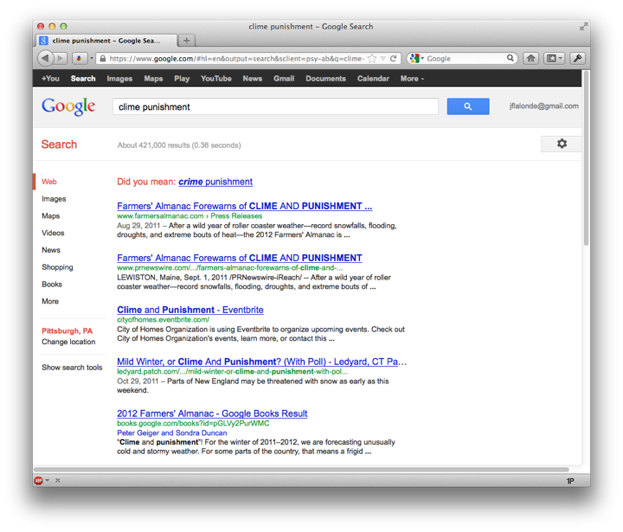 clime punishment - Google Search
clime punishment - Google Sea...
https://www.google.com/#hl=en&output=search&sclient=psy-ab&q=clime-
Google
+You Search Images Maps Play YouTube News Gmail Documents Calendar More
Google
clime punishment
jflalonde@gmail.com
Search
About 421,000 results (0.36 seconds)
Web
Images
Maps
Videos
News
Shopping
Books
More
Pittsburgh, PA
Change location
Show search tools
Did you mean: crime punishment
Farmers' Almanac Forewarns of CLIME AND PUNISHMENT ...
www.farmersalmanac.com › Press Releases
Aug 29, 2011 – After a wild year of roller coaster weather—record snowfalls, flooding,
droughts, and extreme bouts of heat—the 2012 Farmers' Almanac is ...
Farmers' Almanac Forewarns of CLIME AND PUNISHMENT
www.prnewswire.com/.../farmers-almanac-forewarns-of-clime-and-...
LEWISTON, Maine, Sept. 1, 2011 /PRNewswire-iReach/ -- After a wild year of roller
coaster weather—record snowfalls, flooding, droughts, and extreme bouts of ...
Clime and Punishment - Eventbrite
cityofhomes.eventbrite.com/
City of Homes Organization is using Eventbrite to organize upcoming events. Check out
City of Homes Organization's events, learn more, or contact this ...
Mild Winter, or Clime And Punishment? (With Poll) - Ledyard, CT Pa...
ledyard.patch.com/.../mild-winter-or-clime-and-punishment-with-pol...
Oct 29, 2011 – Parts of New England may be threatened with snow as early as this
weekend.
2012 Farmers' Almanac - Google Books Result
books.google.com/books?id=pGLVy2PurWMC
Peter Geiger and Sondra Duncan
"Clime and punishment"! For the winter of 2011–2012, we are forecasting unusually
cold and stormy weather. For some parts of the country, that means a frigid ...
ABP
1P